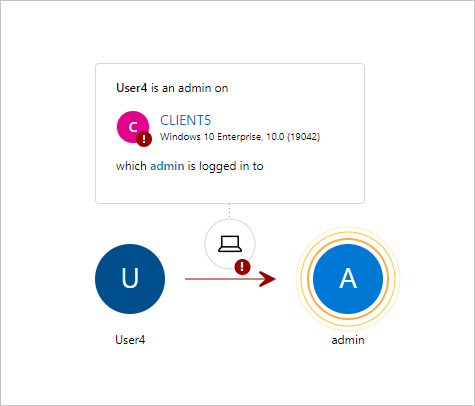 User4 is an admin on
C
!
CLIENT5
Windows 10 Enterprise, 10.0 (19042)
which admin is logged in to
!
U
A
User4
admin